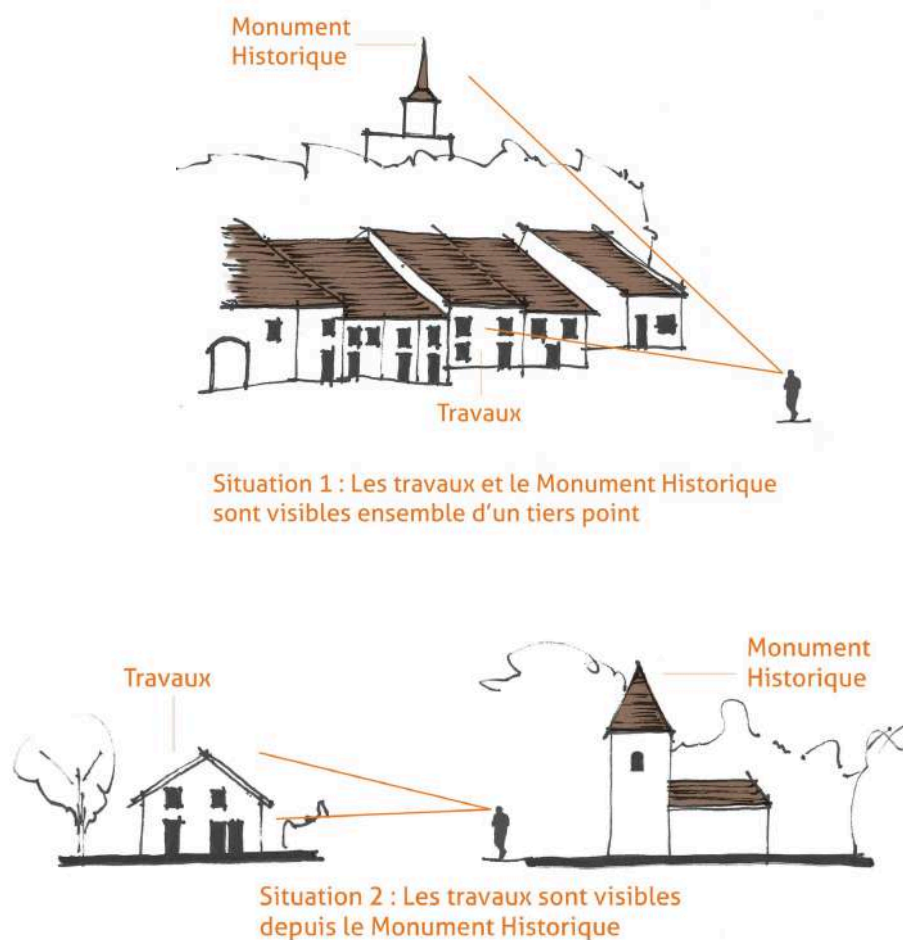 Monument
Historique
Travaux
Situation 1 : Les travaux et le Monument Historique
sont visibles ensemble d'un tiers point
Travaux
Monument
Historique
Situation 2 : Les travaux sont visibles
depuis le Monument Historique